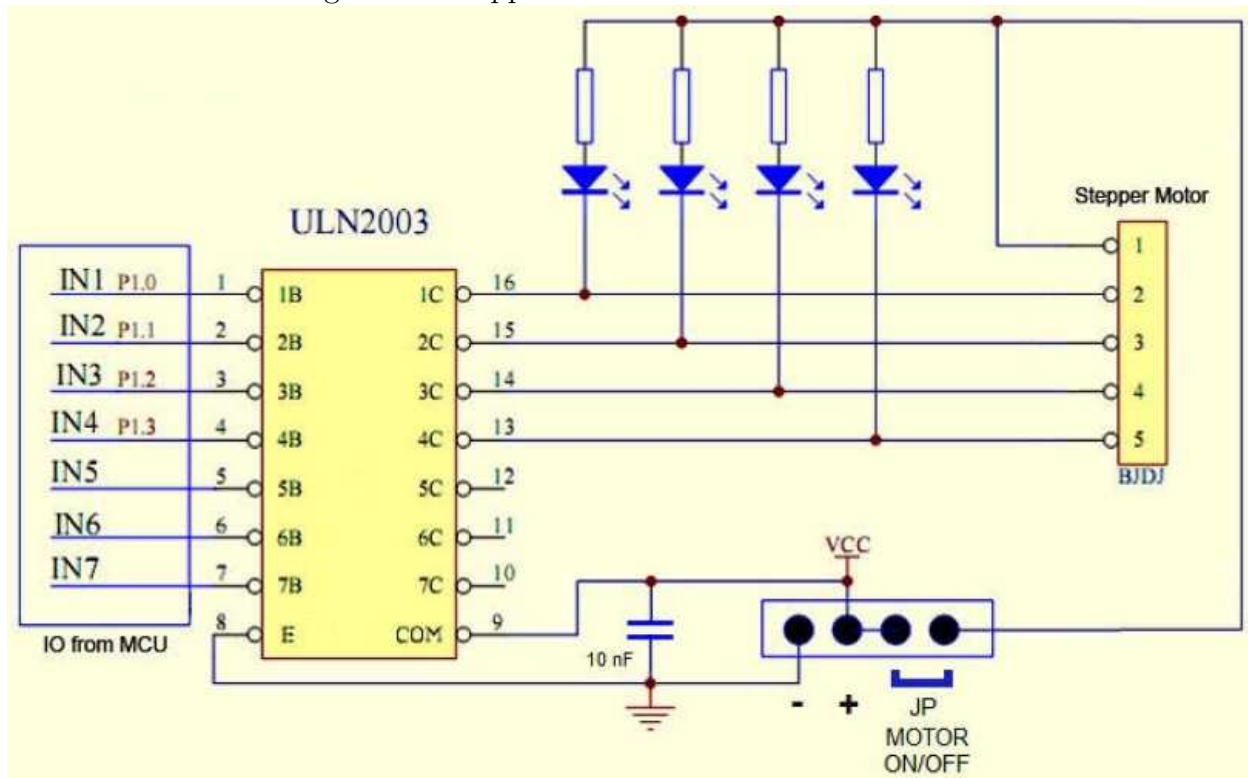 Stepper Motor
ULN2003
IN1 P1.0 1 1B 1C 16 2
IN2 P1.1 2 2B 2C 15 3
IN3 P1.2 3 3B 3C 14 4
IN4 P1.3 4 4B 4C 13 5
IN5 5 5B 5C 12
IN6 6 6B 6C 11
IN7 7 7B 7C 10
8 E COM 9
1
BJDJ
VCC
IO from MCU
10 nF
- +
JP
MOTOR
ON/OFF